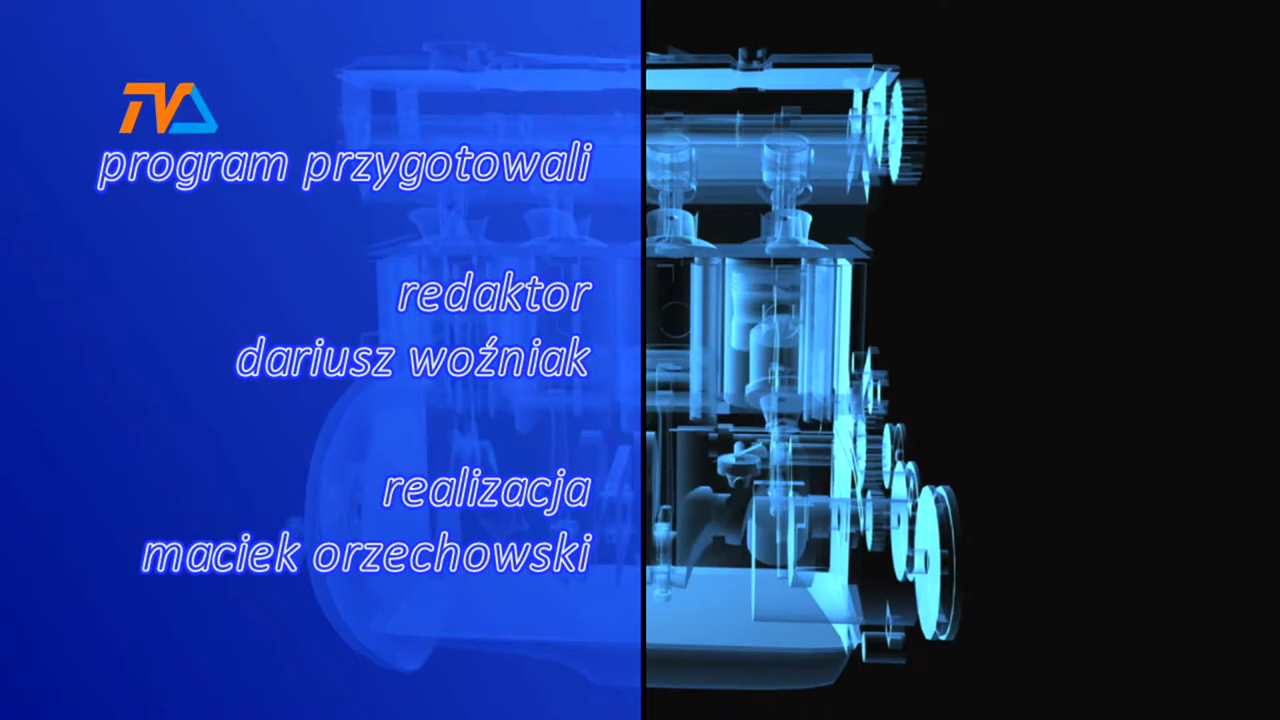 TVA
program przygotowali
redaktor
dariusz woźniak
realizacja
maciek orzechowski